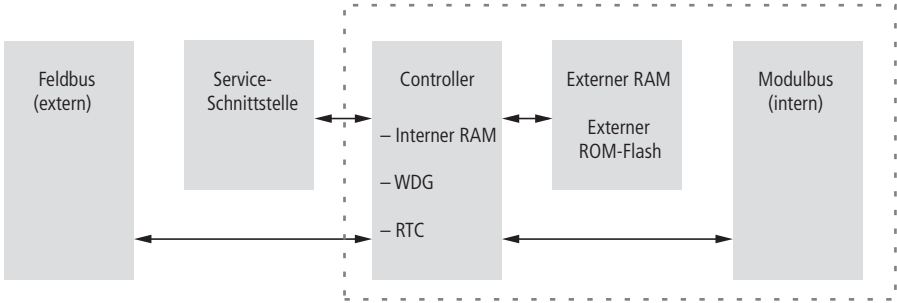 Feldbus
(extern)
Service-
Schnittstelle
Controller
– Interner RAM
– WDG
– RTC
Externer RAM
Externer
ROM-Flash
Modulbus
(intern)